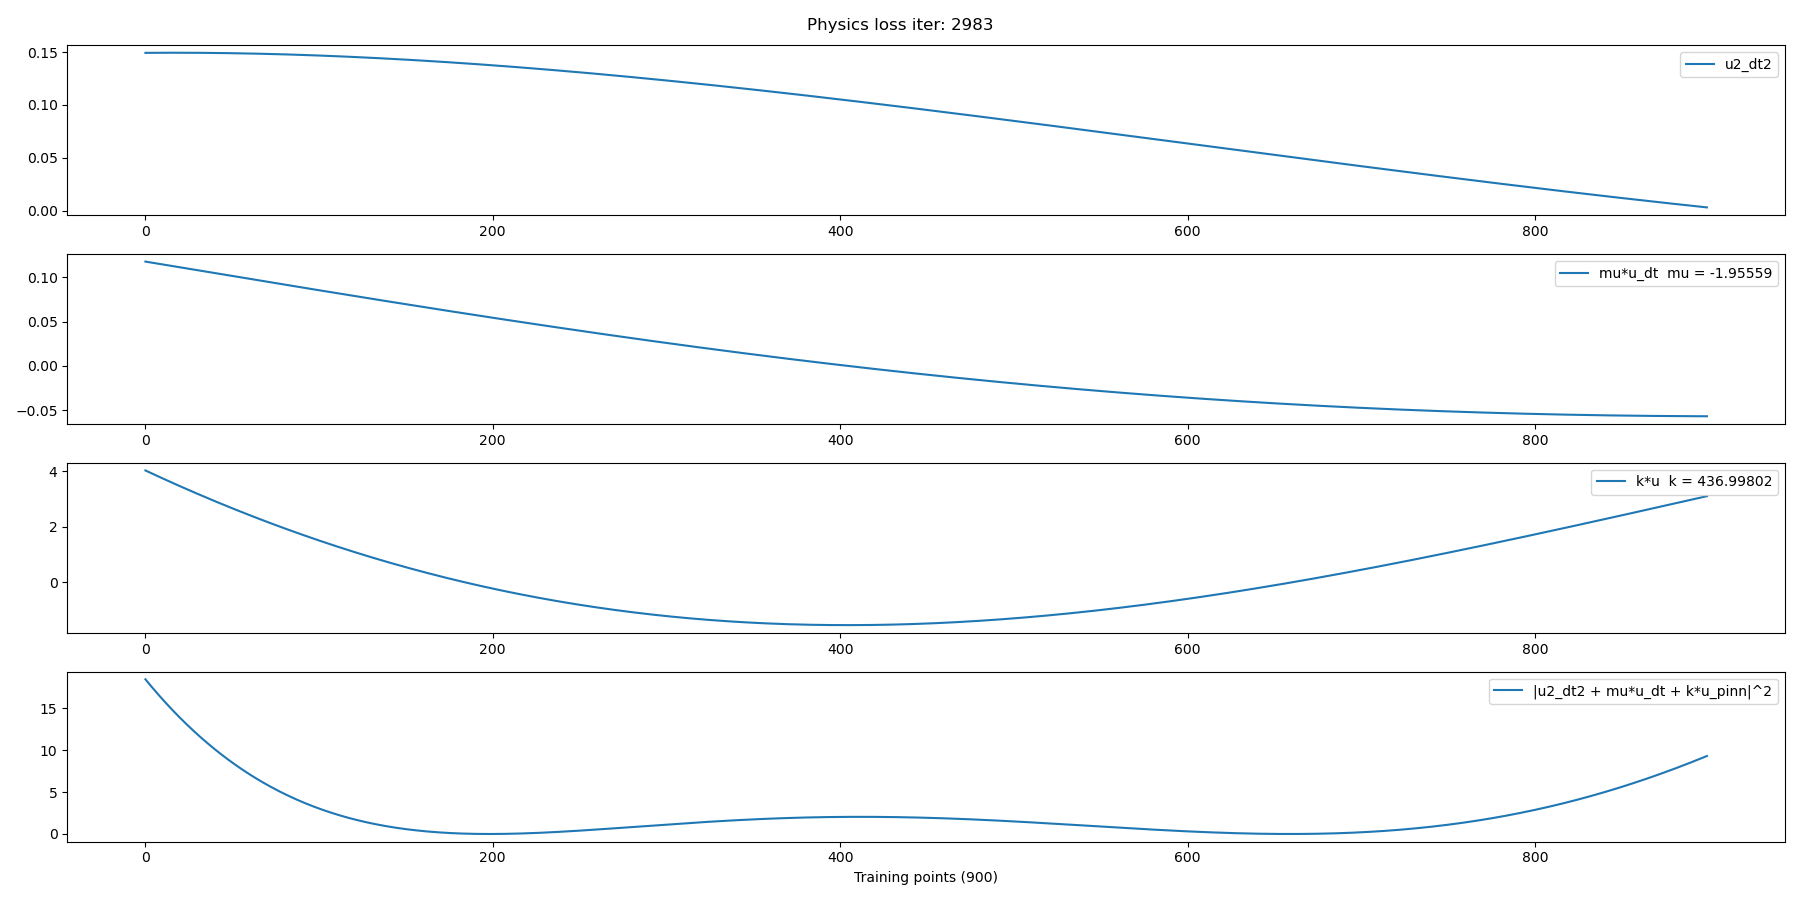 Physics loss iter: 2983
0.15
0.10
0.05
0.00
u2_dt2
0 200 400 600 800
0.10
0.05
0.00
−0.05
mu*u_dt  mu = -1.95559
0 200 400 600 800
4
2
0
k*u  k = 436.99802
0 200 400 600 800
15
10
5
0
|u2_dt2 + mu*u_dt + k*u_pinn|^2
0 200 400 600 800
Training points (900)